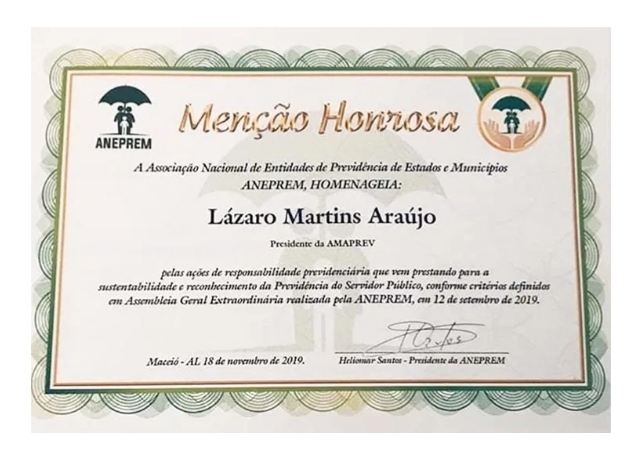 Menção Honrosa
ANEPREM
A Associação Nacional de Entidades de Previdência de Estados e Municípios
ANEPREM, HOMENAGEIA:
Lázaro Martins Araújo
Presidente da AMAPREV
pelas ações de responsabilidade previdenciária que vem prestando para a
sustentabilidade e reconhecimento da Previdência do Servidor Público, conforme critérios definidos
em Assembleia Geral Extraordinária realizada pela ANEPREM, em 12 de setembro de 2019.
Maceió - AL 18 de novembro de 2019.
Heliomar Santos - Presidente da ANEPREM